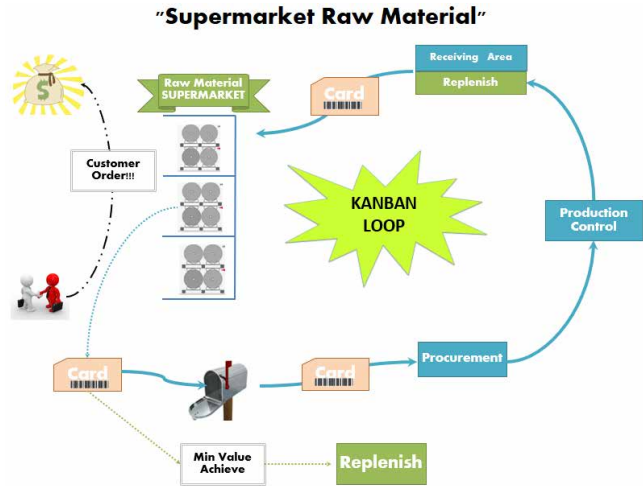 "Supermarket Raw Material"
Receiving Area
Replenish
Raw Material
SUPERMARKET
Card
$
Customer
Order!!!
KANBAN
LOOP
Production
Control
Card
Card
Procurement
Min Value
Achieve
Replenish